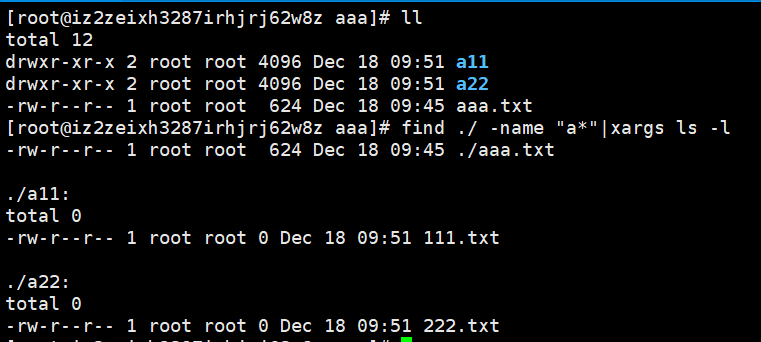 [root@iz2zeixh3287irhjrj62w8z aaa]# ll
total 12
drwxr-xr-x 2 root root 4096 Dec 18 09:51 a11
drwxr-xr-x 2 root root 4096 Dec 18 09:51 a22
-rw-r--r-- 1 root root  624 Dec 18 09:45 aaa.txt
[root@iz2zeixh3287irhjrj62w8z aaa]# find ./ -name "a*"|xargs ls -l
-rw-r--r-- 1 root root  624 Dec 18 09:45 ./aaa.txt
./a11:
total 0
-rw-r--r-- 1 root root 0 Dec 18 09:51 111.txt
./a22:
total 0
-rw-r--r-- 1 root root 0 Dec 18 09:51 222.txt